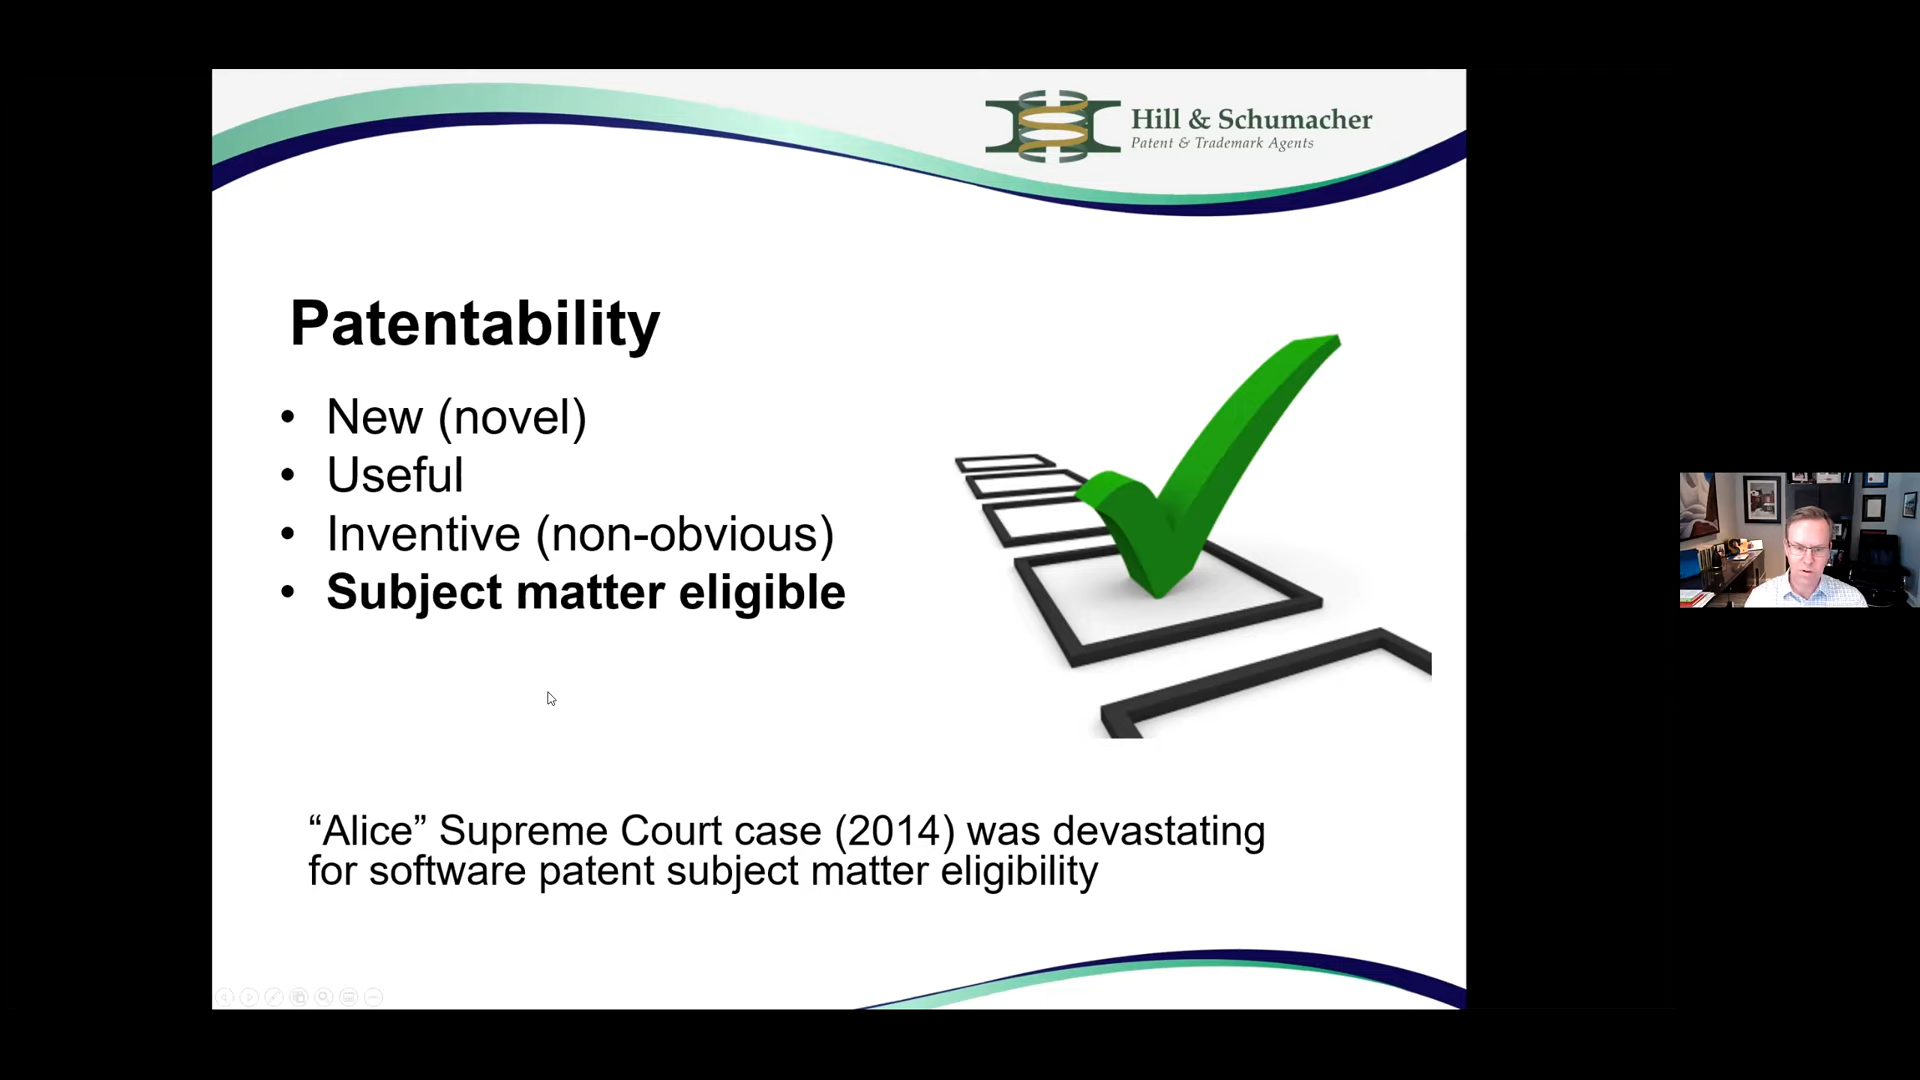 Hill & Schumacher
Patent & Trademark Agents
Patentability
• New (novel)
• Useful
• Inventive (non-obvious)
• Subject matter eligible
“Alice” Supreme Court case (2014) was devastating
for software patent subject matter eligibility